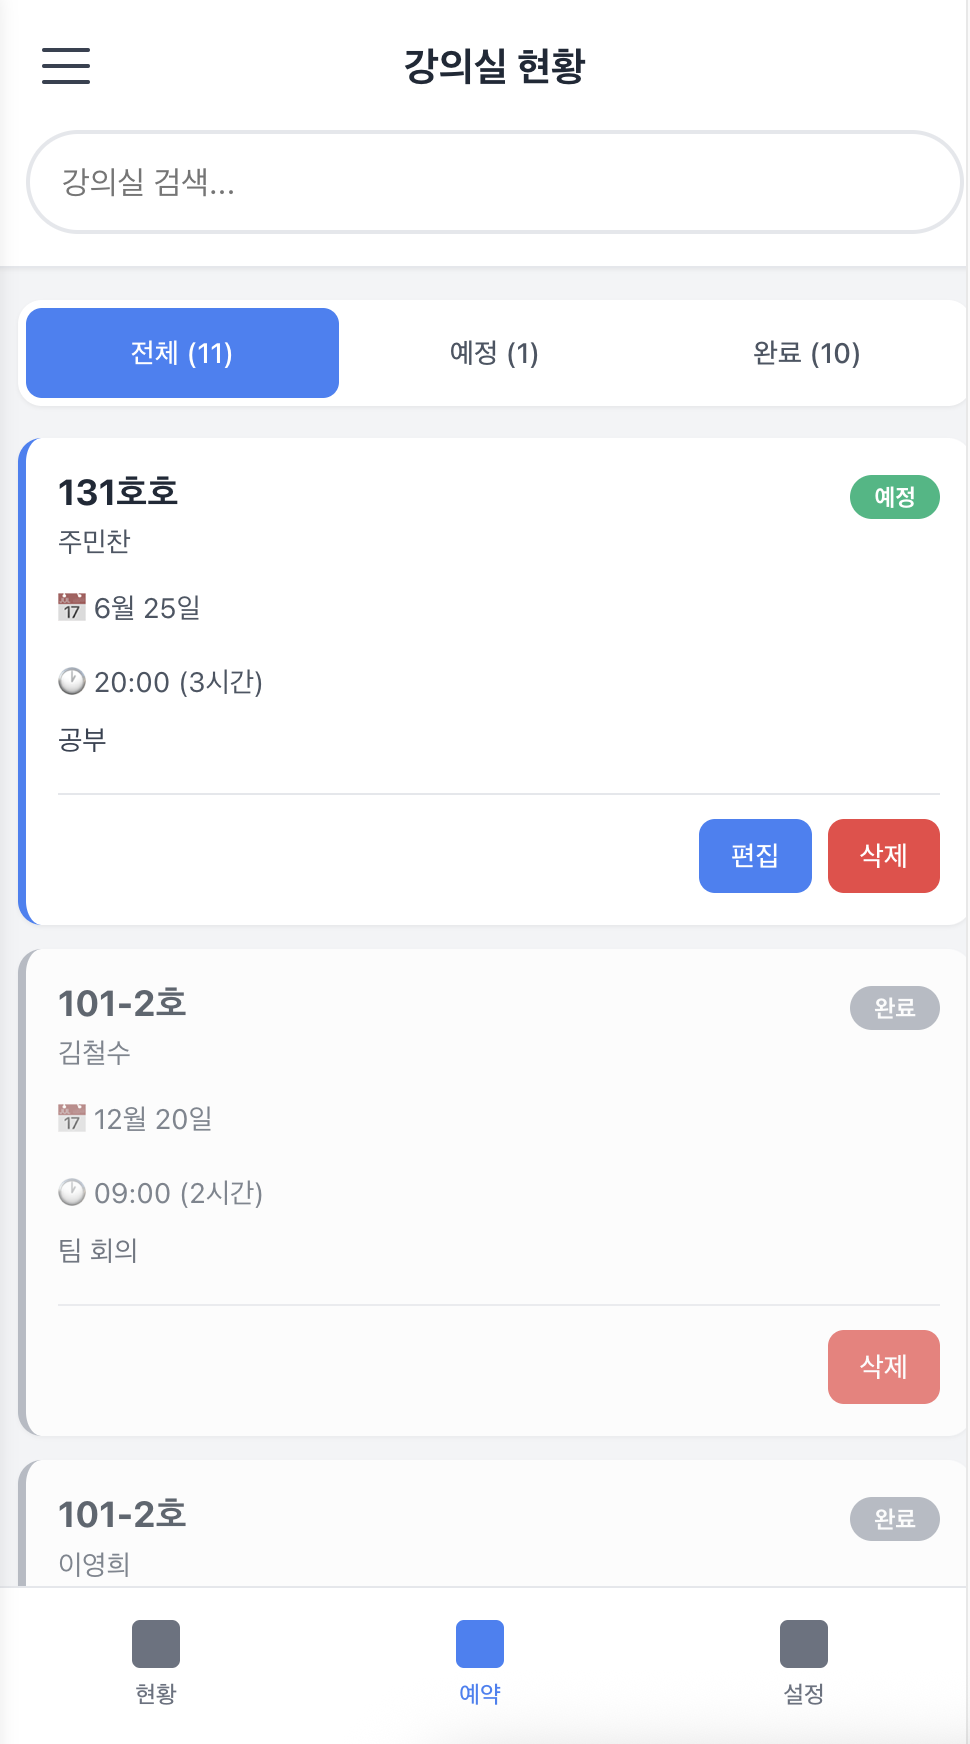 강의실 현황
강의실 검색...
전체 (11)
예정 (1)
완료 (10)
131호호
예정
주민찬
6월 25일
20:00 (3시간)
공부
편집
삭제
101-2호
완료
김철수
12월 20일
09:00 (2시간)
팀 회의
삭제
101-2호
완료
이영희
현황
예약
설정